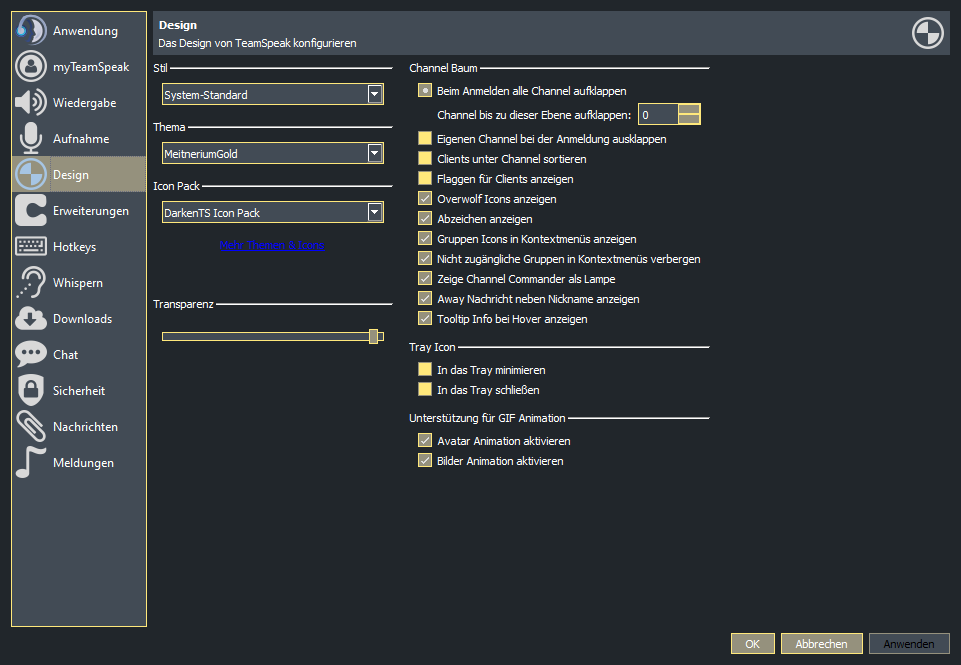 Anwendung
myTeamSpeak
Wiedergabe
Aufnahme
Design
Erweiterungen
Hotkeys
Whispern
Downloads
Chat
Sicherheit
Nachrichten
Meldungen
Design
Das Design von TeamSpeak konfigurieren
Stil
System-Standard
Thema
MeitneriumGold
Icon Pack
DarkenTS Icon Pack
Mehr Themen & Icons
Transparenz
Channel Baum
Beim Anmelden alle Channel aufklappen
Channel bis zu dieser Ebene aufklappen: 0
Eigenen Channel bei der Anmeldung ausklappen
Clients unter Channel sortieren
Flaggen für Clients anzeigen
Overwolf Icons anzeigen
Abzeichen anzeigen
Gruppen Icons in Kontextmenüs anzeigen
Nicht zugängliche Gruppen in Kontextmenüs verbergen
Zeige Channel Commander als Lampe
Away Nachricht neben Nickname anzeigen
Tooltip Info bei Hover anzeigen
Tray Icon
In das Tray minimieren
In das Tray schließen
Unterstützung für GIF Animation
Avatar Animation aktivieren
Bilder Animation aktivieren
OK
Abbrechen
Anwenden